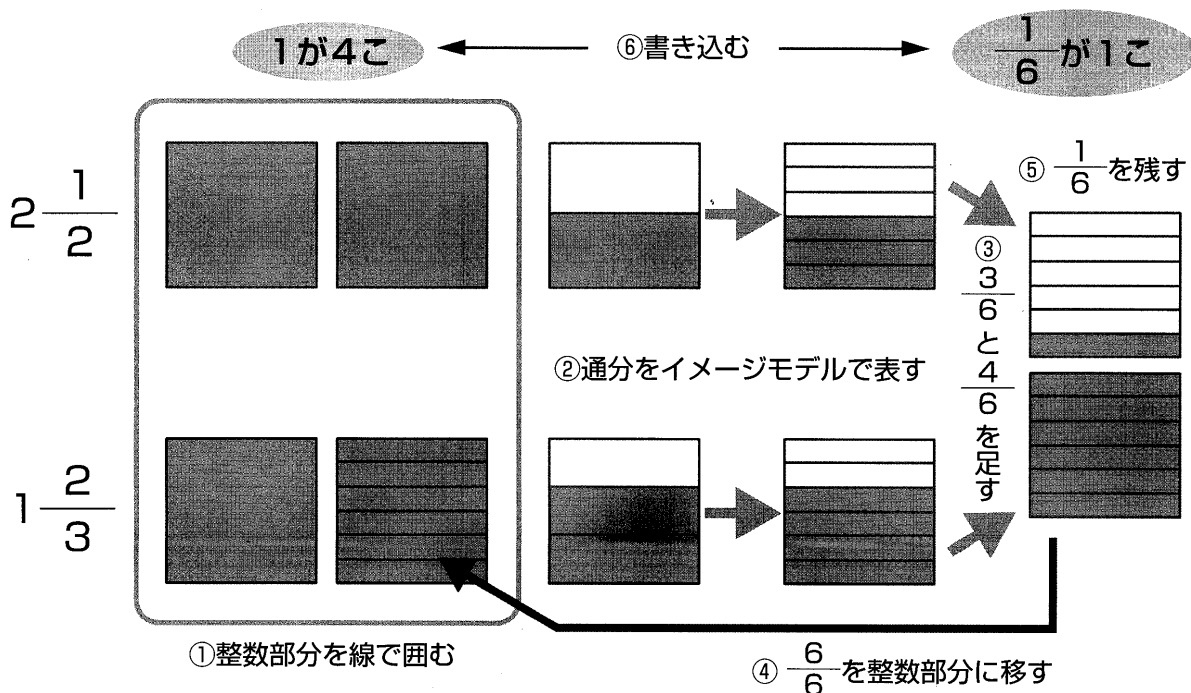 1が4こ
⑥書き込む
1/6が1こ
2 1/2
⑤ 1/6を残す
③3/6と4/6を足す
②通分をイメージモデルで表す
1 2/3
①整数部分を線で囲む
④ 6/6を整数部分に移す